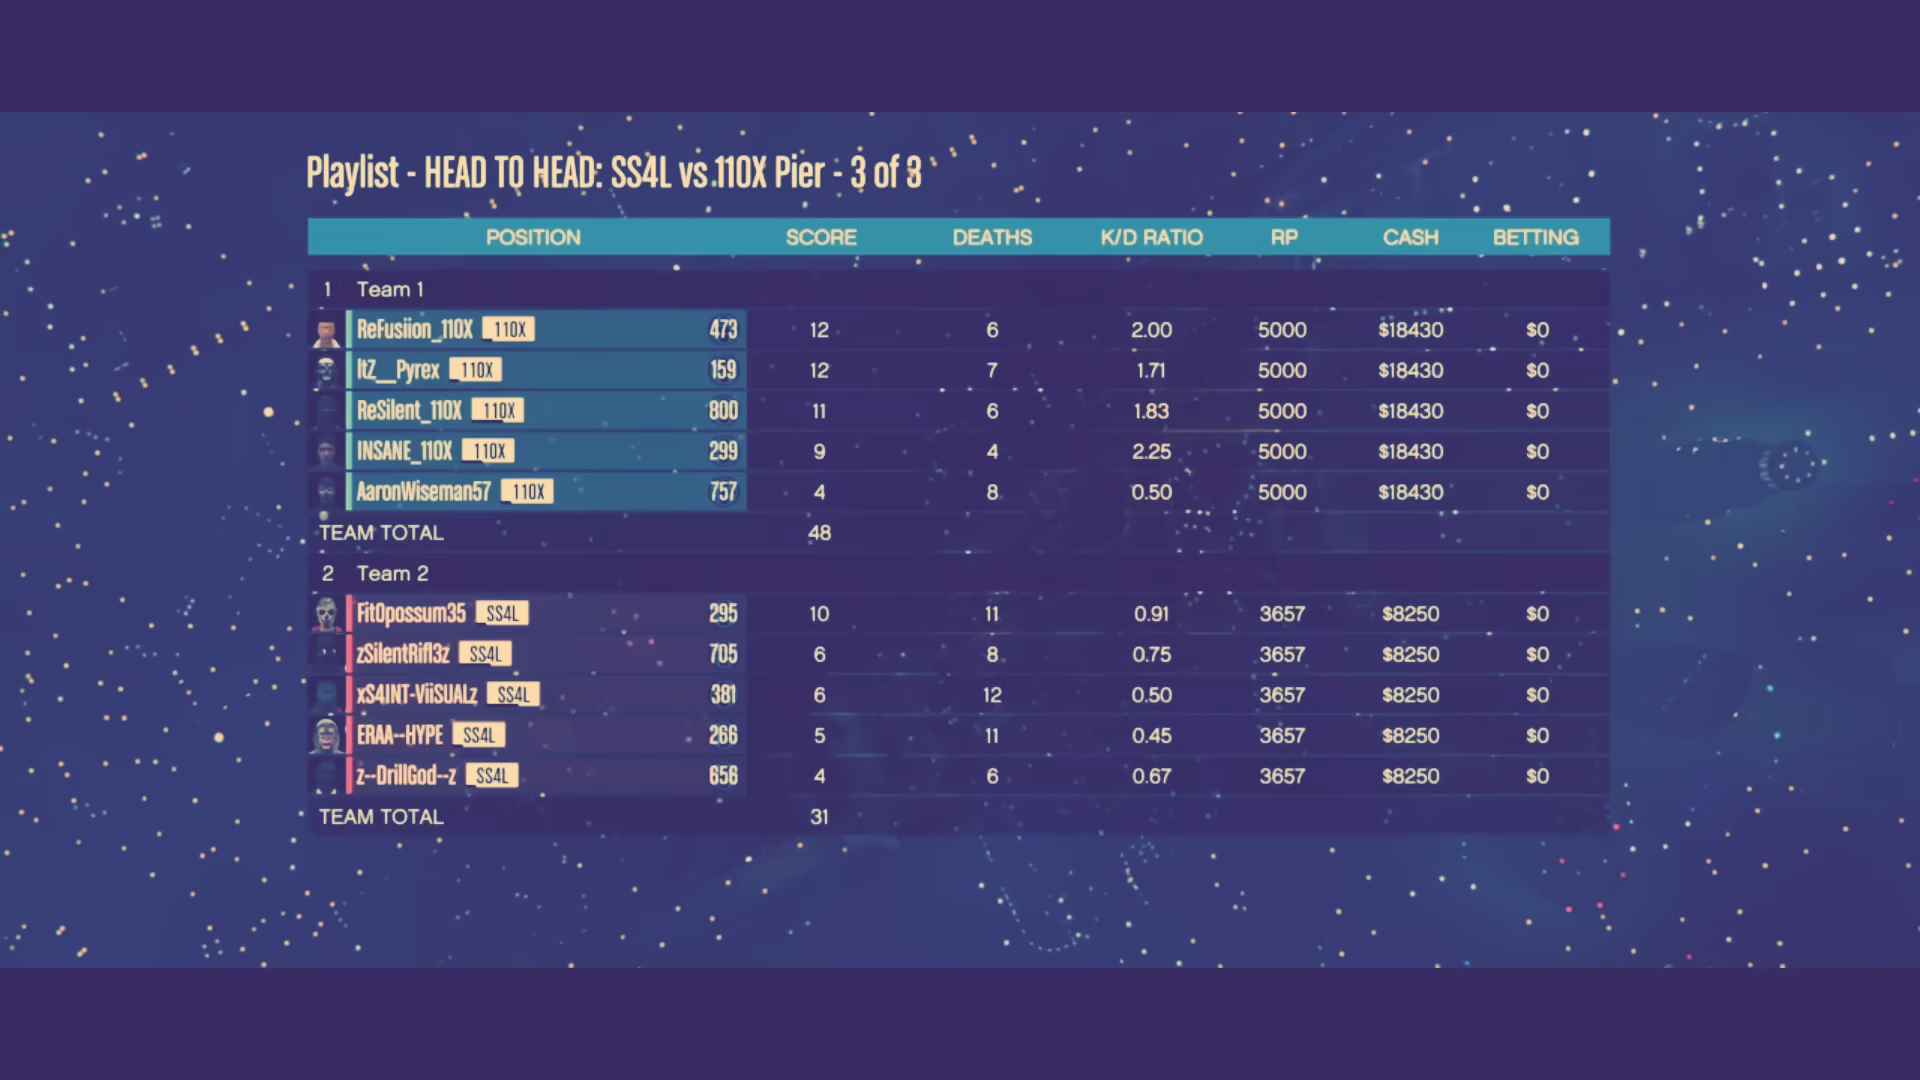 Playlist - HEAD TO HEAD: SS4L vs 110X Pier - 3 of 3
POSITION SCORE DEATHS K/D RATIO RP CASH BETTING
1 Team 1
ReFusiion_110X 110X 473 12 6 2.00 5000 $18430 $0
ItZ__Pyrex 110X 159 12 7 1.71 5000 $18430 $0
ReSilent_110X 110X 800 11 6 1.83 5000 $18430 $0
INSANE_110X 110X 299 9 4 2.25 5000 $18430 $0
AaronWiseman57 110X 757 4 8 0.50 5000 $18430 $0
TEAM TOTAL 48
2 Team 2
FitOpossum35 SS4L 295 10 11 0.91 3657 $8250 $0
zSilentRifl3z SS4L 705 6 8 0.75 3657 $8250 $0
xS4INT-ViiSUALz SS4L 381 6 12 0.50 3657 $8250 $0
ERAA--HYPE SS4L 266 5 11 0.45 3657 $8250 $0
z--DrillGod--z SS4L 656 4 6 0.67 3657 $8250 $0
TEAM TOTAL 31